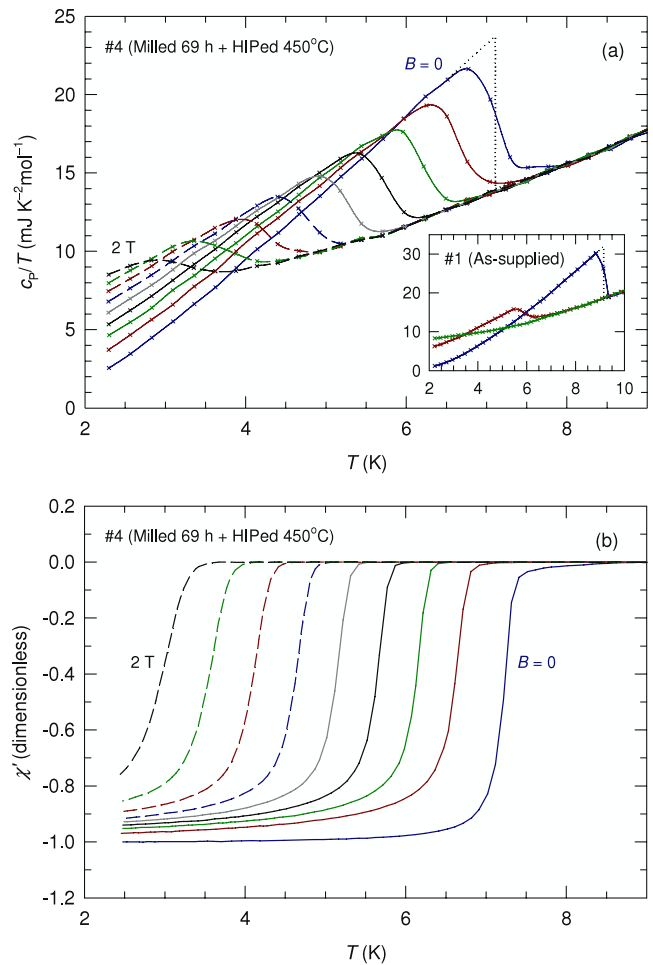 #4 (Milled 69 h + HIPed 450°C)
(a)
B = 0
25
20
15
10
5
0
cP/T (mJ K⁻²mol⁻¹)
2 T
#1 (As-supplied)
30
20
10
0
2 4 6 8 10
2 4 6 8
T (K)
#4 (Milled 69 h + HIPed 450°C)
(b)
0.2
0.0
-0.2
-0.4
-0.6
-0.8
-1.0
-1.2
χ′ (dimensionless)
2 T
B = 0
2 4 6 8
T (K)